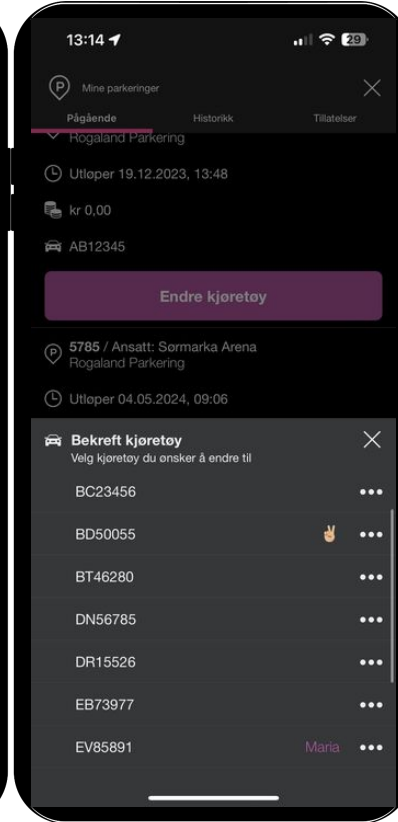 13:14
29
P Mine parkeringer
Pågående Historikk Tillatelser
Rogaland Parkering
Utløper 19.12.2023, 13:48
kr 0,00
AB12345
Endre kjøretøy
P 5785 / Ansatt: Sørmarka Arena
Rogaland Parkering
Utløper 04.05.2024, 09:06
Bekreft kjøretøy
Velg kjøretøy du ønsker å endre til
BC23456
BD50055 ✌🏼
BT46280
DN56785
DR15526
EB73977
EV85891 Maria